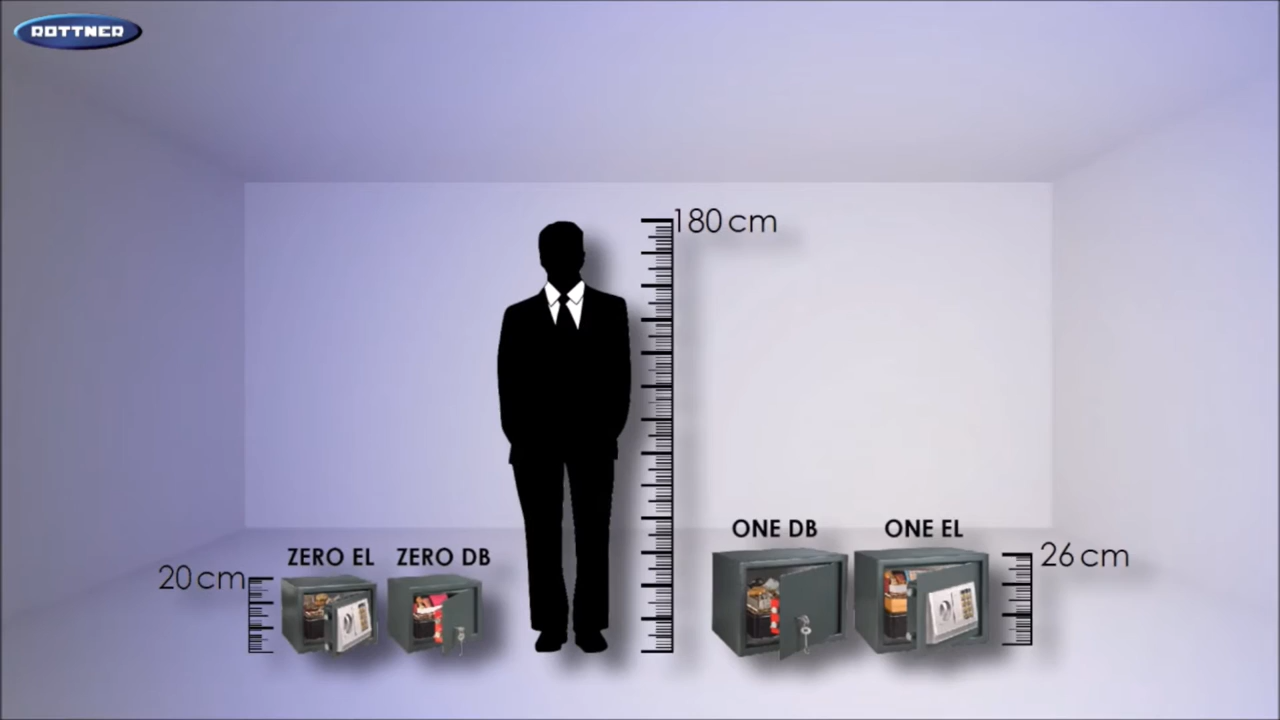 ROTTNER
180 cm
ONE DB
ONE EL
ZERO EL
ZERO DB
26 cm
20 cm